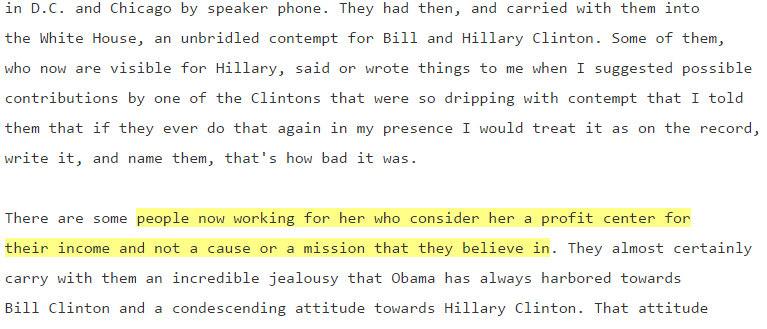 in D.C. and Chicago by speaker phone. They had then, and carried with them into
the White House, an unbridled contempt for Bill and Hillary Clinton. Some of them,
who now are visible for Hillary, said or wrote things to me when I suggested possible
contributions by one of the Clintons that were so dripping with contempt that I told
them that if they ever do that again in my presence I would treat it as on the record,
write it, and name them, that's how bad it was.
There are some people now working for her who consider her a profit center for
their income and not a cause or a mission that they believe in. They almost certainly
carry with them an incredible jealousy that Obama has always harbored towards
Bill Clinton and a condescending attitude towards Hillary Clinton. That attitude